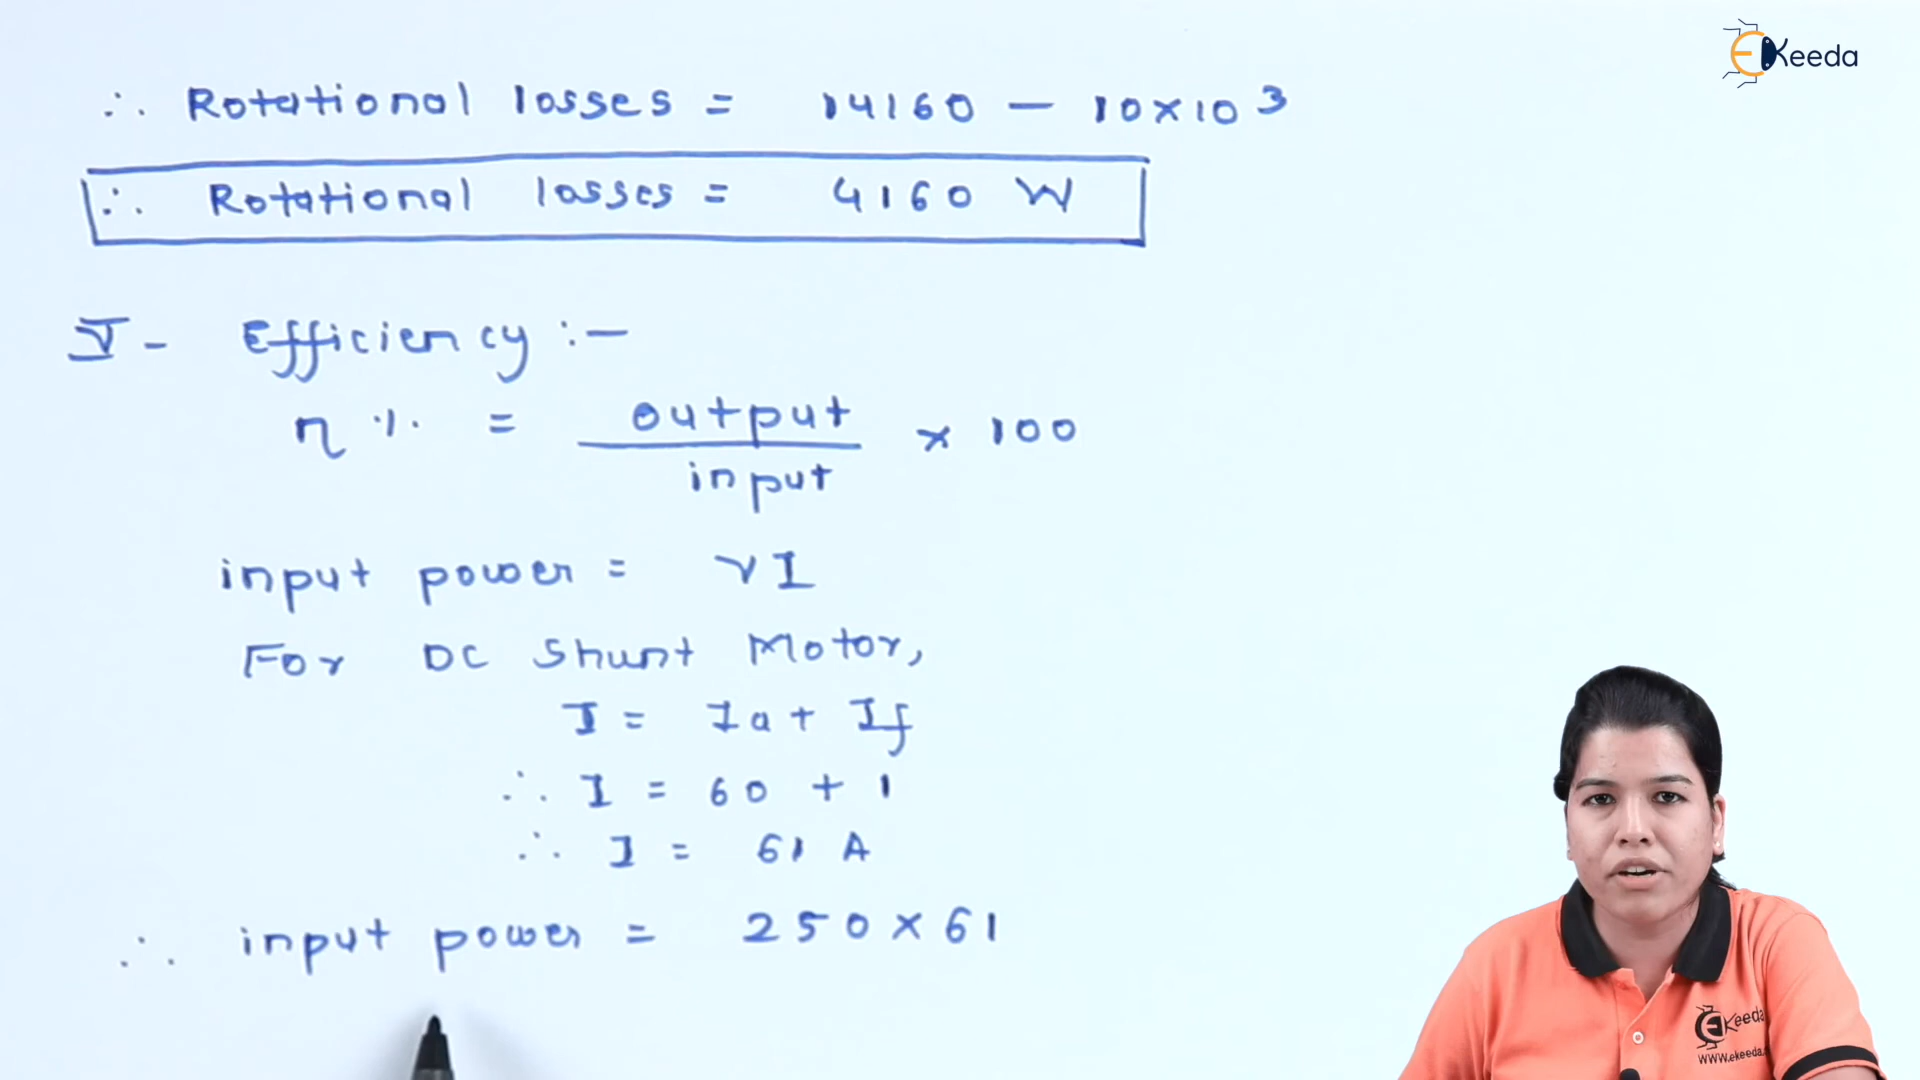 EKeeda
∴ Rotational losses = 14160 – 10×10³
∴ Rotational losses = 4160 W
V- Efficiency :-
η % = output / input × 100
input power = VI
For DC Shunt Motor,
I = Ia + If
∴ I = 60 + 1
∴ I = 61 A
∴ input power = 250×61
EKeeda
www.ekeeda.